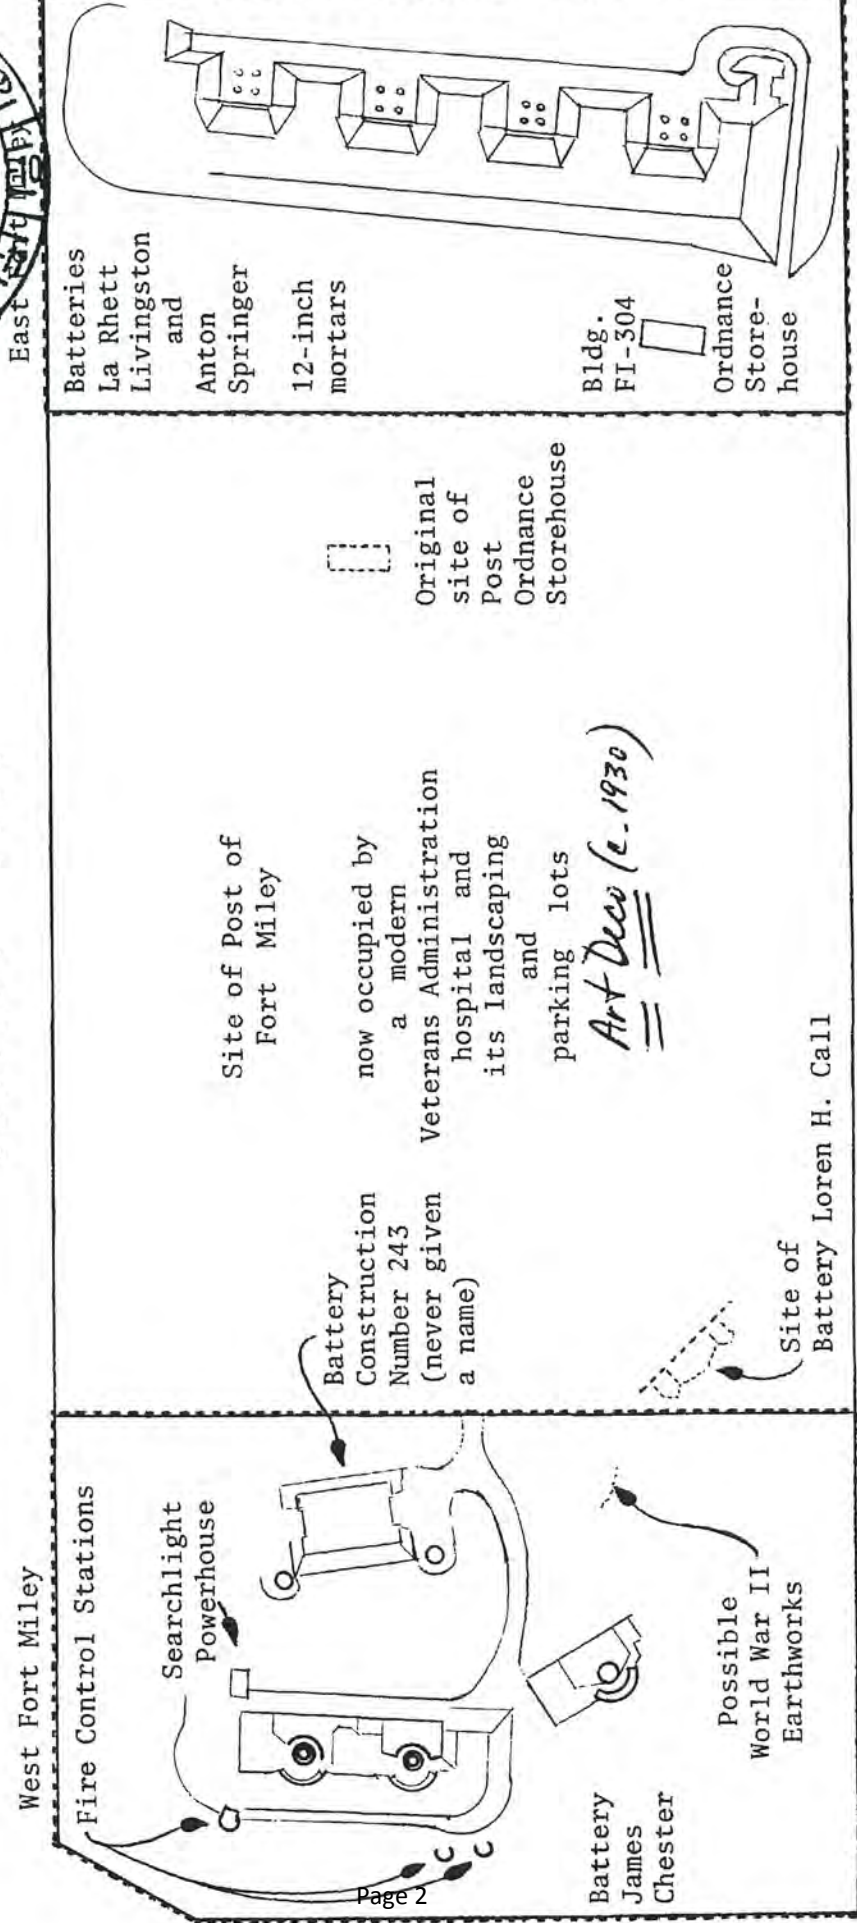 West Fort Miley
Fire Control Stations
Searchlight
Powerhouse
Battery
James
Chester
Possible
World War II
Earthworks
Battery
Construction
Number 243
(never given
a name)
Site of
Battery Loren H. Call
Site of Post of
Fort Miley
now occupied by
a modern
Veterans Administration
hospital and
its landscaping
and
parking lots
Art Deco (c. 1930)
Original
site of
Post
Ordnance
Storehouse
East Fort Miley
Batteries
La Rhett
Livingston
and
Anton
Springer
12-inch
mortars
Bldg.
FI-304
Ordnance
Store-
house
Page 2